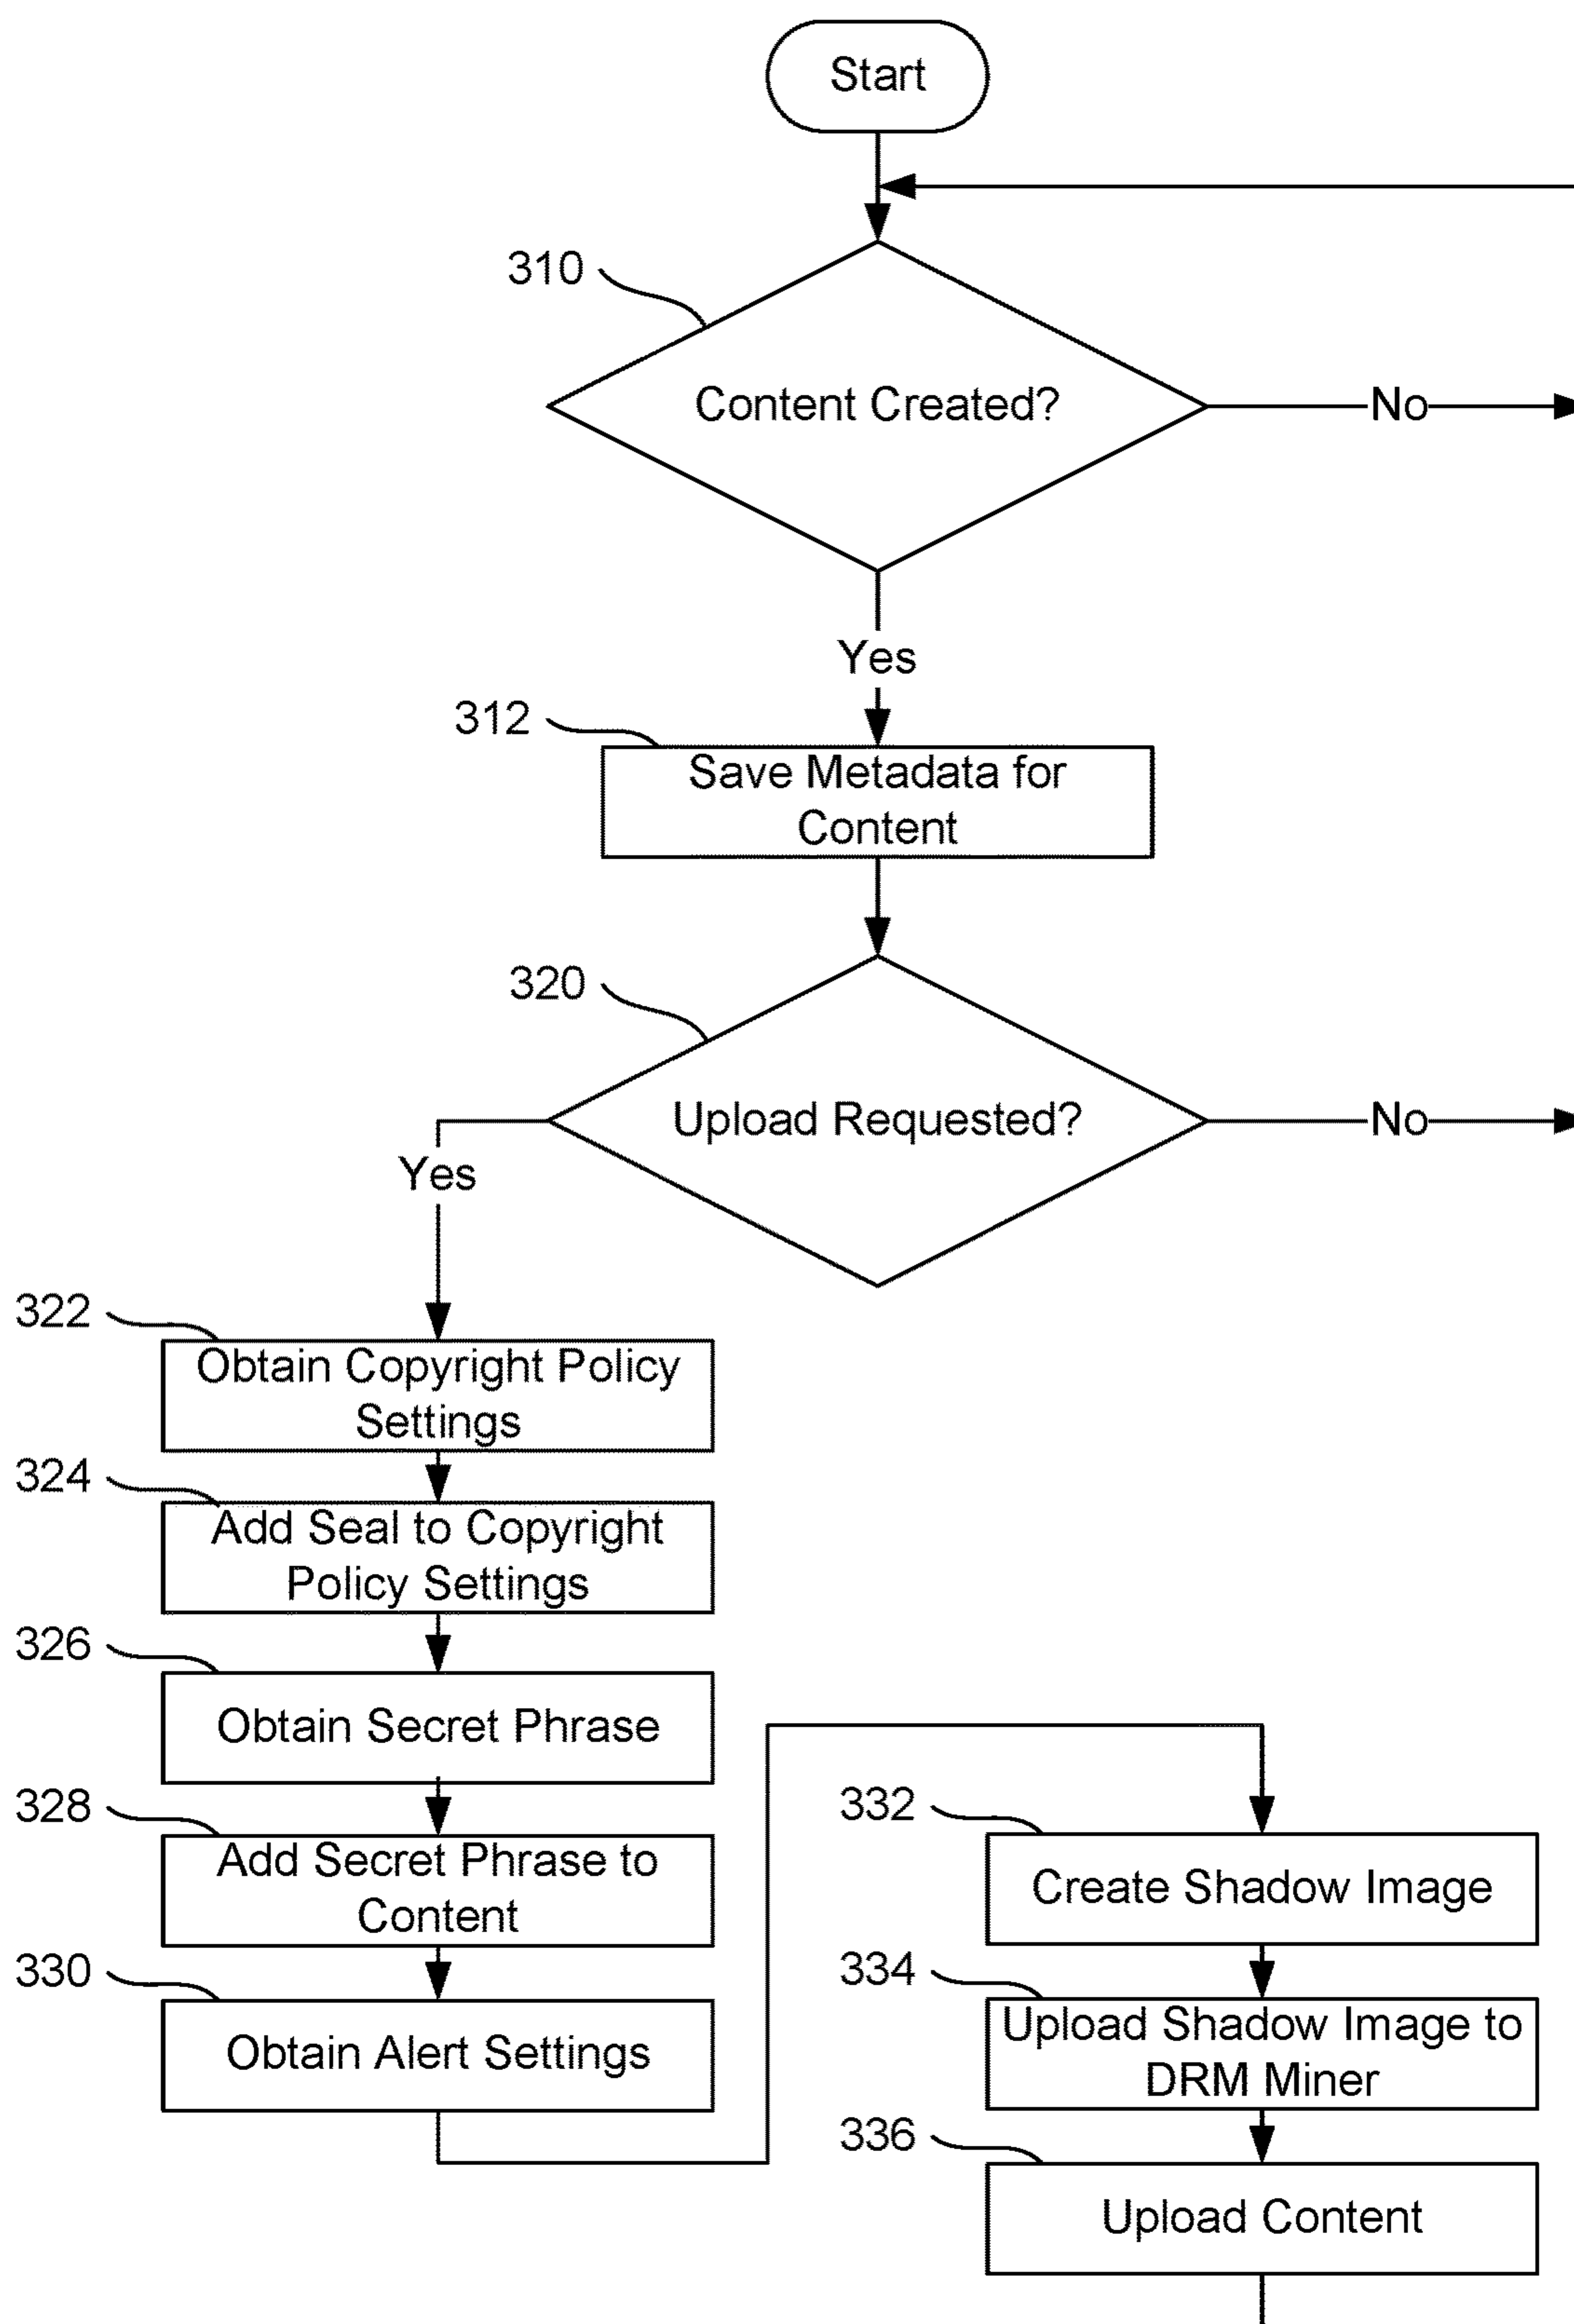 Start
310
Content Created?
No
Yes
312
Save Metadata for
Content
320
Upload Requested?
No
Yes
322
Obtain Copyright Policy
Settings
324
Add Seal to Copyright
Policy Settings
326
Obtain Secret Phrase
328
Add Secret Phrase to
Content
330
Obtain Alert Settings
332
Create Shadow Image
334
Upload Shadow Image to
DRM Miner
336
Upload Content